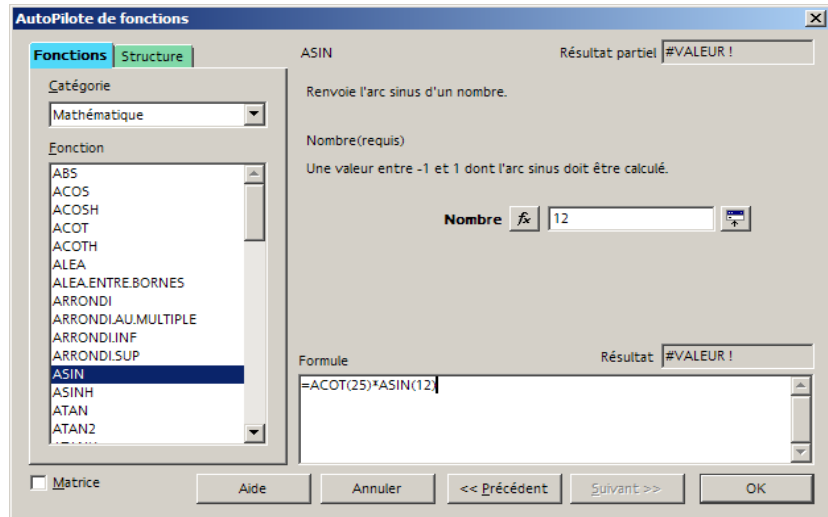 AutoPilote de fonctions
Fonctions
Structure
Catégorie
Mathématique
Fonction
ABS
ACOS
ACOSH
ACOT
ACOTH
ALEA
ALEA.ENTRE.BORNES
ARRONDI
ARRONDI.AU.MULTIPLE
ARRONDI.INF
ARRONDI.SUP
ASIN
ASINH
ATAN
ATAN2
ASIN
Résultat partiel #VALEUR !
Renvoie l'arc sinus d'un nombre.
Nombre(requis)
Une valeur entre -1 et 1 dont l'arc sinus doit être calculé.
Nombre fx 12
Formule
Résultat #VALEUR !
=ACOT(25)*ASIN(12)
Matrice
Aide
Annuler
<< Précédent
Suivant >>
OK